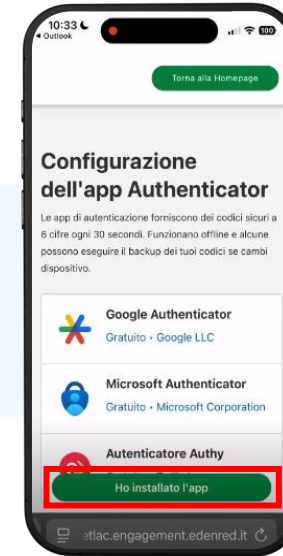 10:33
Outlook
100
Torna alla Homepage
Configurazione
dell'app Authenticator
Le app di autenticazione forniscono dei codici sicuri a
6 cifre ogni 30 secondi. Funzionano offline e alcune
possono eseguire il backup dei tuoi codici se cambi
dispositivo.
Google Authenticator
Gratuito • Google LLC
Microsoft Authenticator
Gratuito • Microsoft Corporation
Autenticatore Authy
Ho installato l'app
etlac.engagement.edenred.it